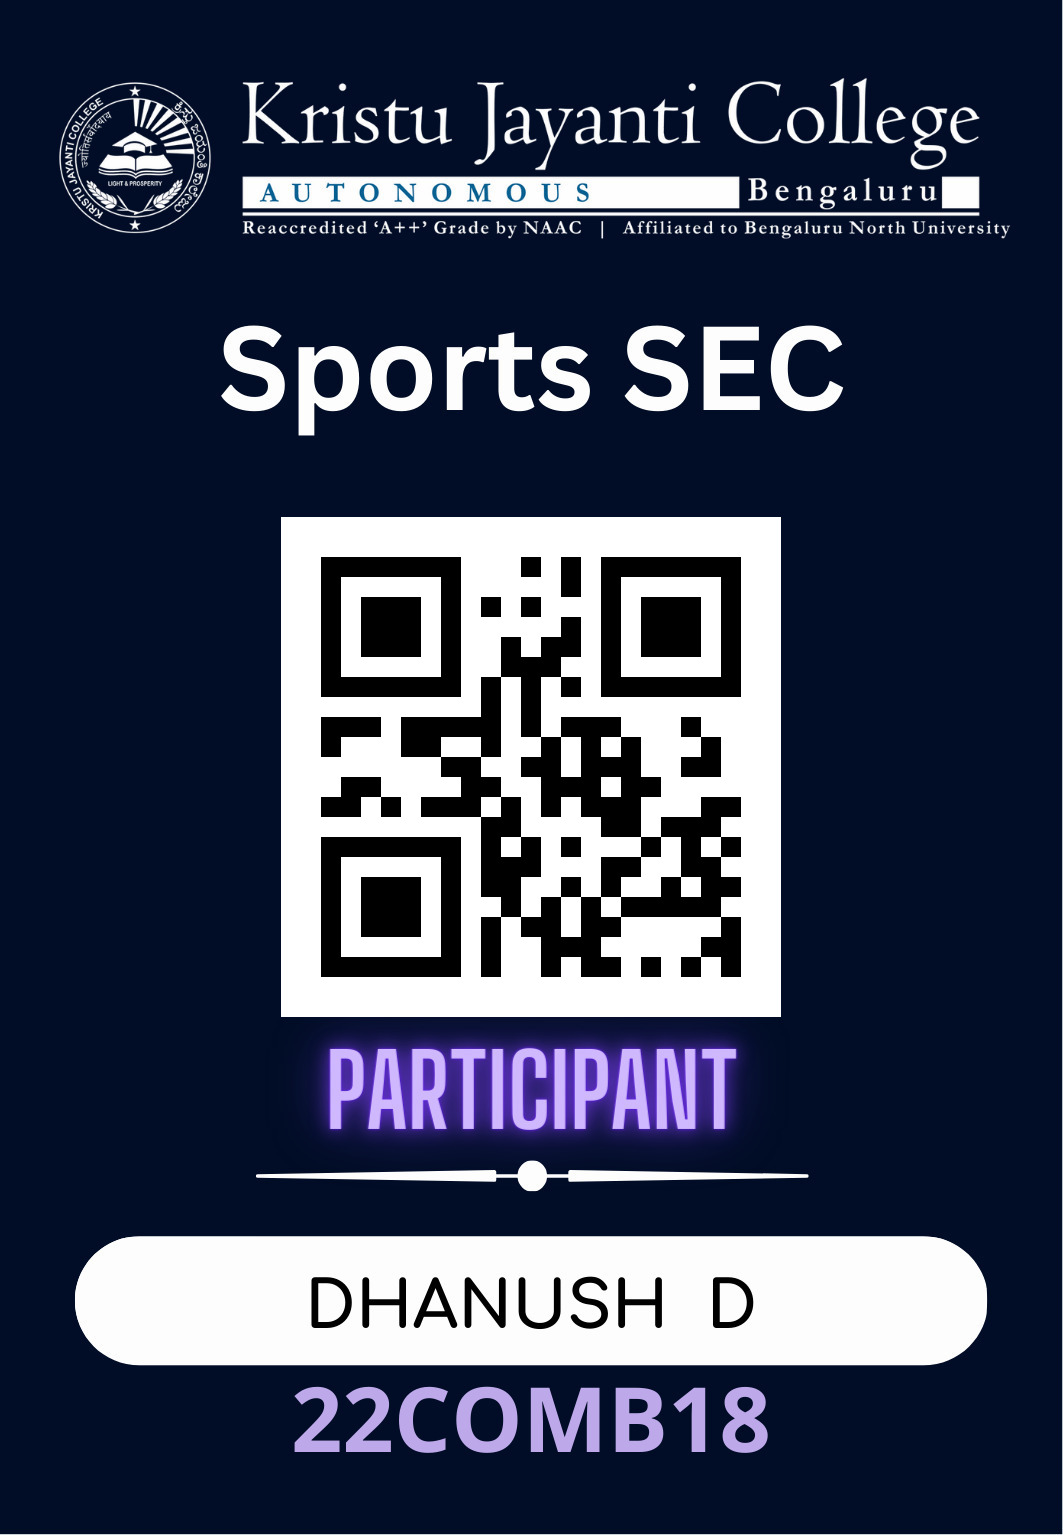 KRISTU JAYANTI COLLEGE
LIGHT & PROSPERITY
Kristu Jayanti College
AUTONOMOUS Bengaluru
Reaccredited ‘A++’ Grade by NAAC | Affiliated to Bengaluru North University
Sports SEC
PARTICIPANT
DHANUSH D
22COMB18